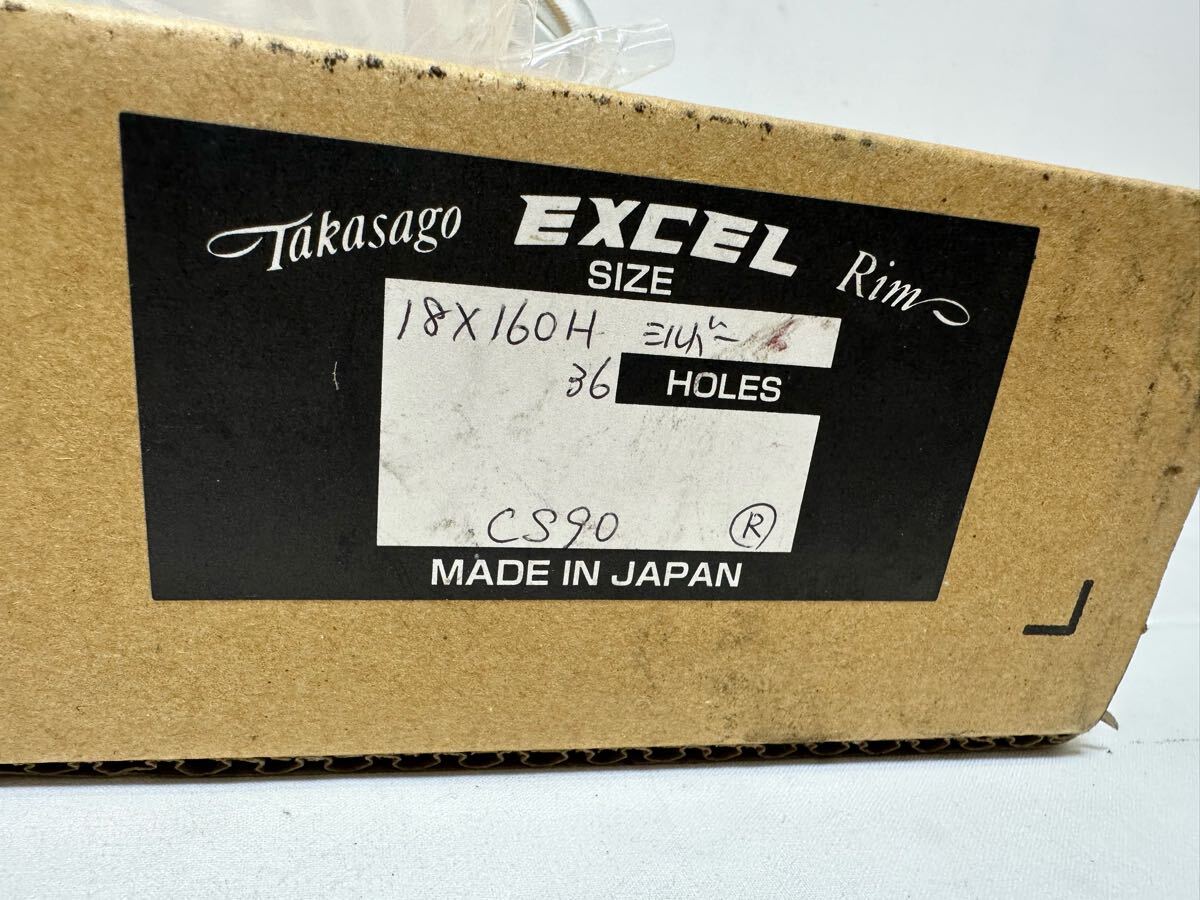 Takasago EXCEL Rim
SIZE
18X160H シルバー
36 HOLES
CS90 Ⓡ
MADE IN JAPAN